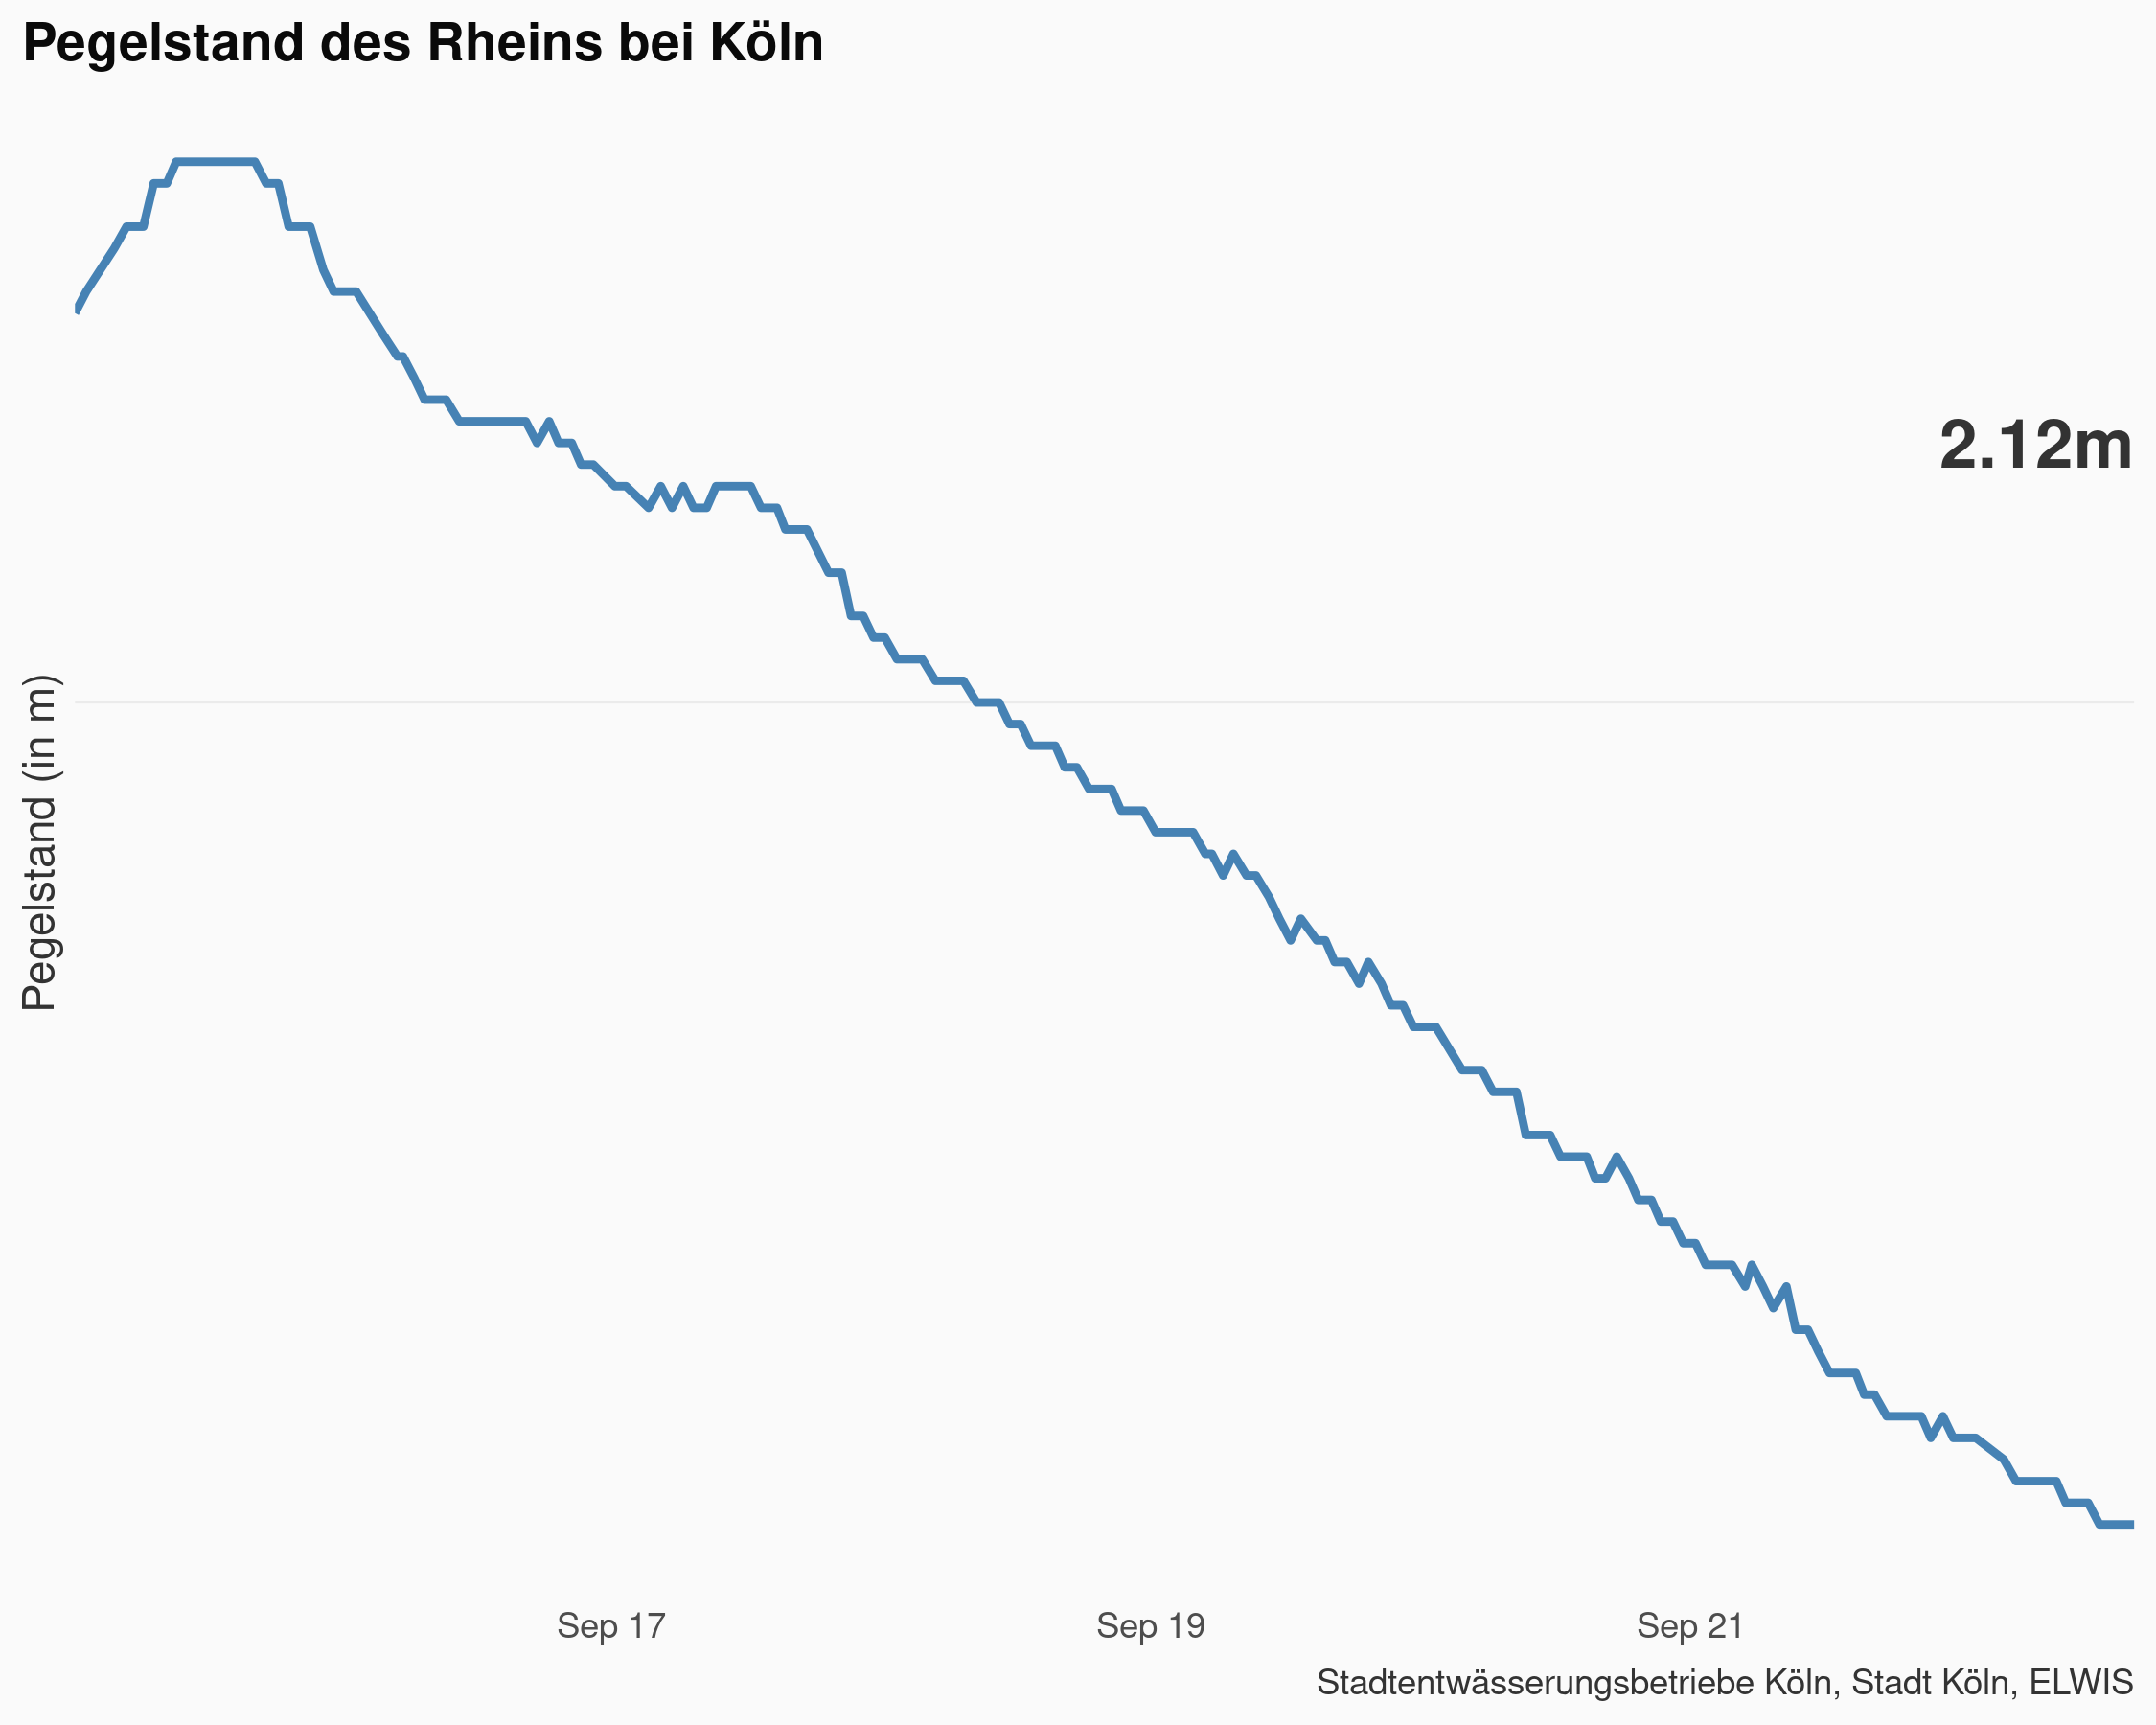 Pegelstand des Rheins bei Köln
2.12m
Pegelstand (in m)
Sep 17
Sep 19
Sep 21
Stadtentwässerungsbetriebe Köln, Stadt Köln, ELWIS